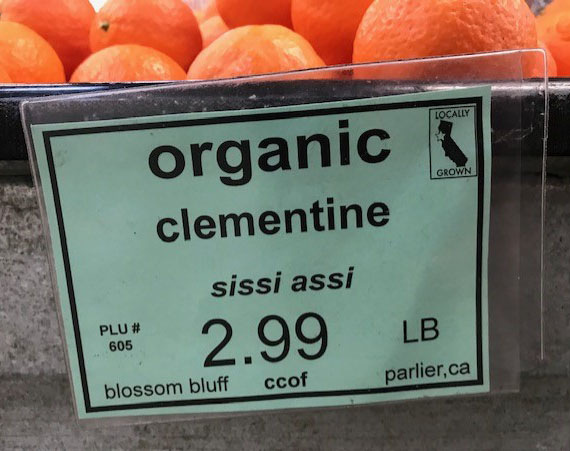 LOCALLY
GROWN
organic
clementine
sissi assi
PLU #
605
2.99
LB
blossom bluff
ccof
parlier,ca